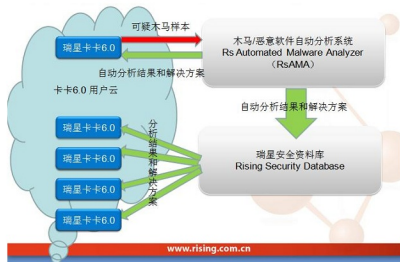 可疑木马样本
瑞星卡卡6.0
自动分析结果和解决方案
卡卡6.0 用户云
木马/恶意软件自动分析系统
Rs Automated Malware Analyzer
（RsAMA）
自动分析结果和解决方案
瑞星卡卡6.0
瑞星卡卡6.0
瑞星卡卡6.0
瑞星卡卡6.0
分析结果和解决方案
瑞星安全资料库
Rising Security Database
www.rising.com.cn